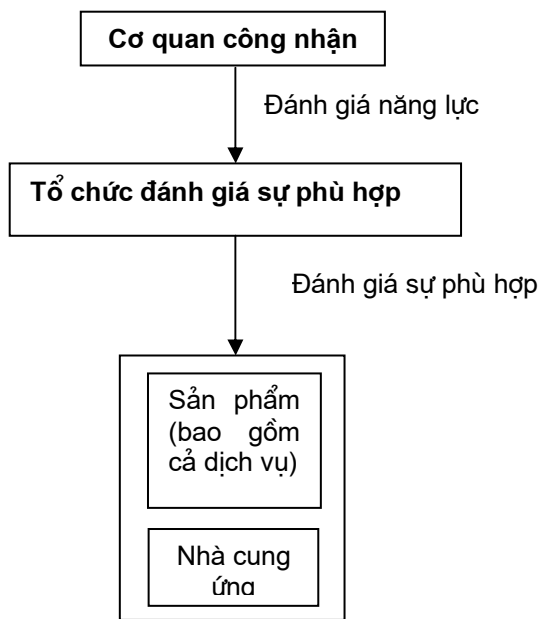 Cơ quan công nhận
Đánh giá năng lực
Tổ chức đánh giá sự phù hợp
Đánh giá sự phù hợp
Sản phẩm
(bao gồm
cả dịch vụ)
Nhà cung
ứng